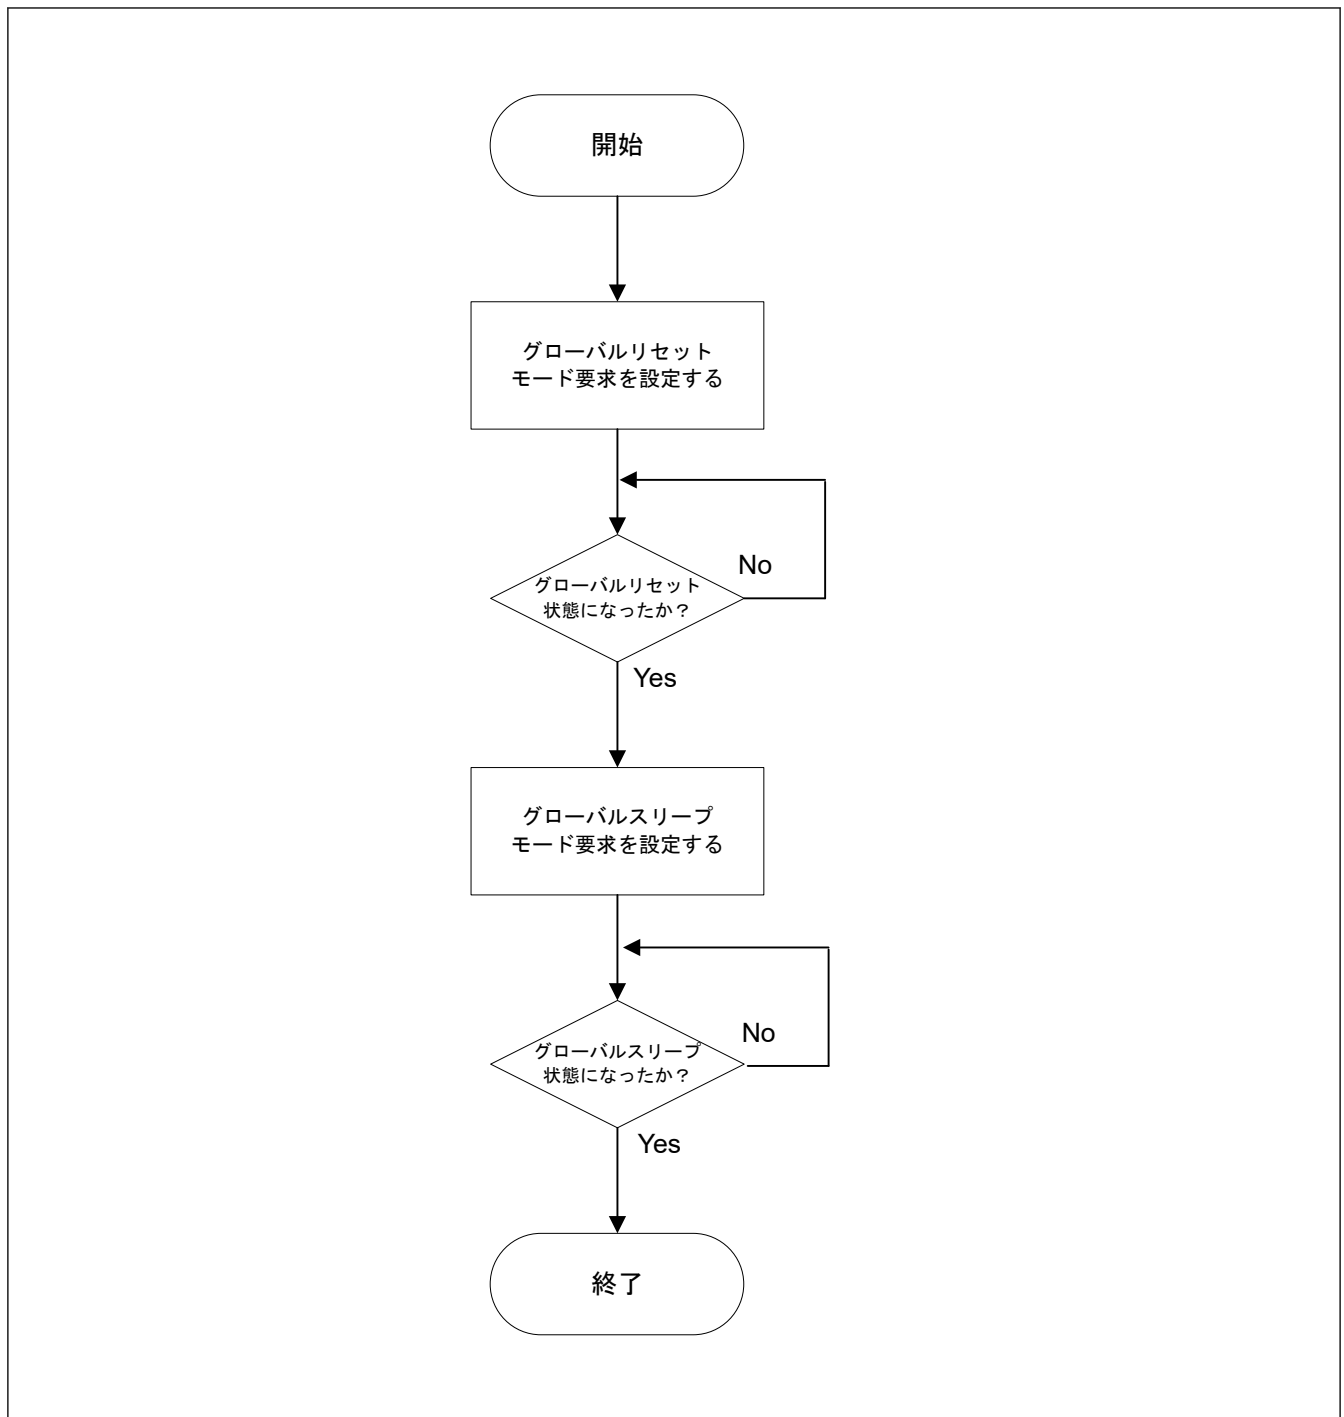 開始
グローバルリセット
モード要求を設定する
No
グローバルリセット
状態になったか？
Yes
グローバルスリープ
モード要求を設定する
No
グローバルスリープ
状態になったか？
Yes
終了